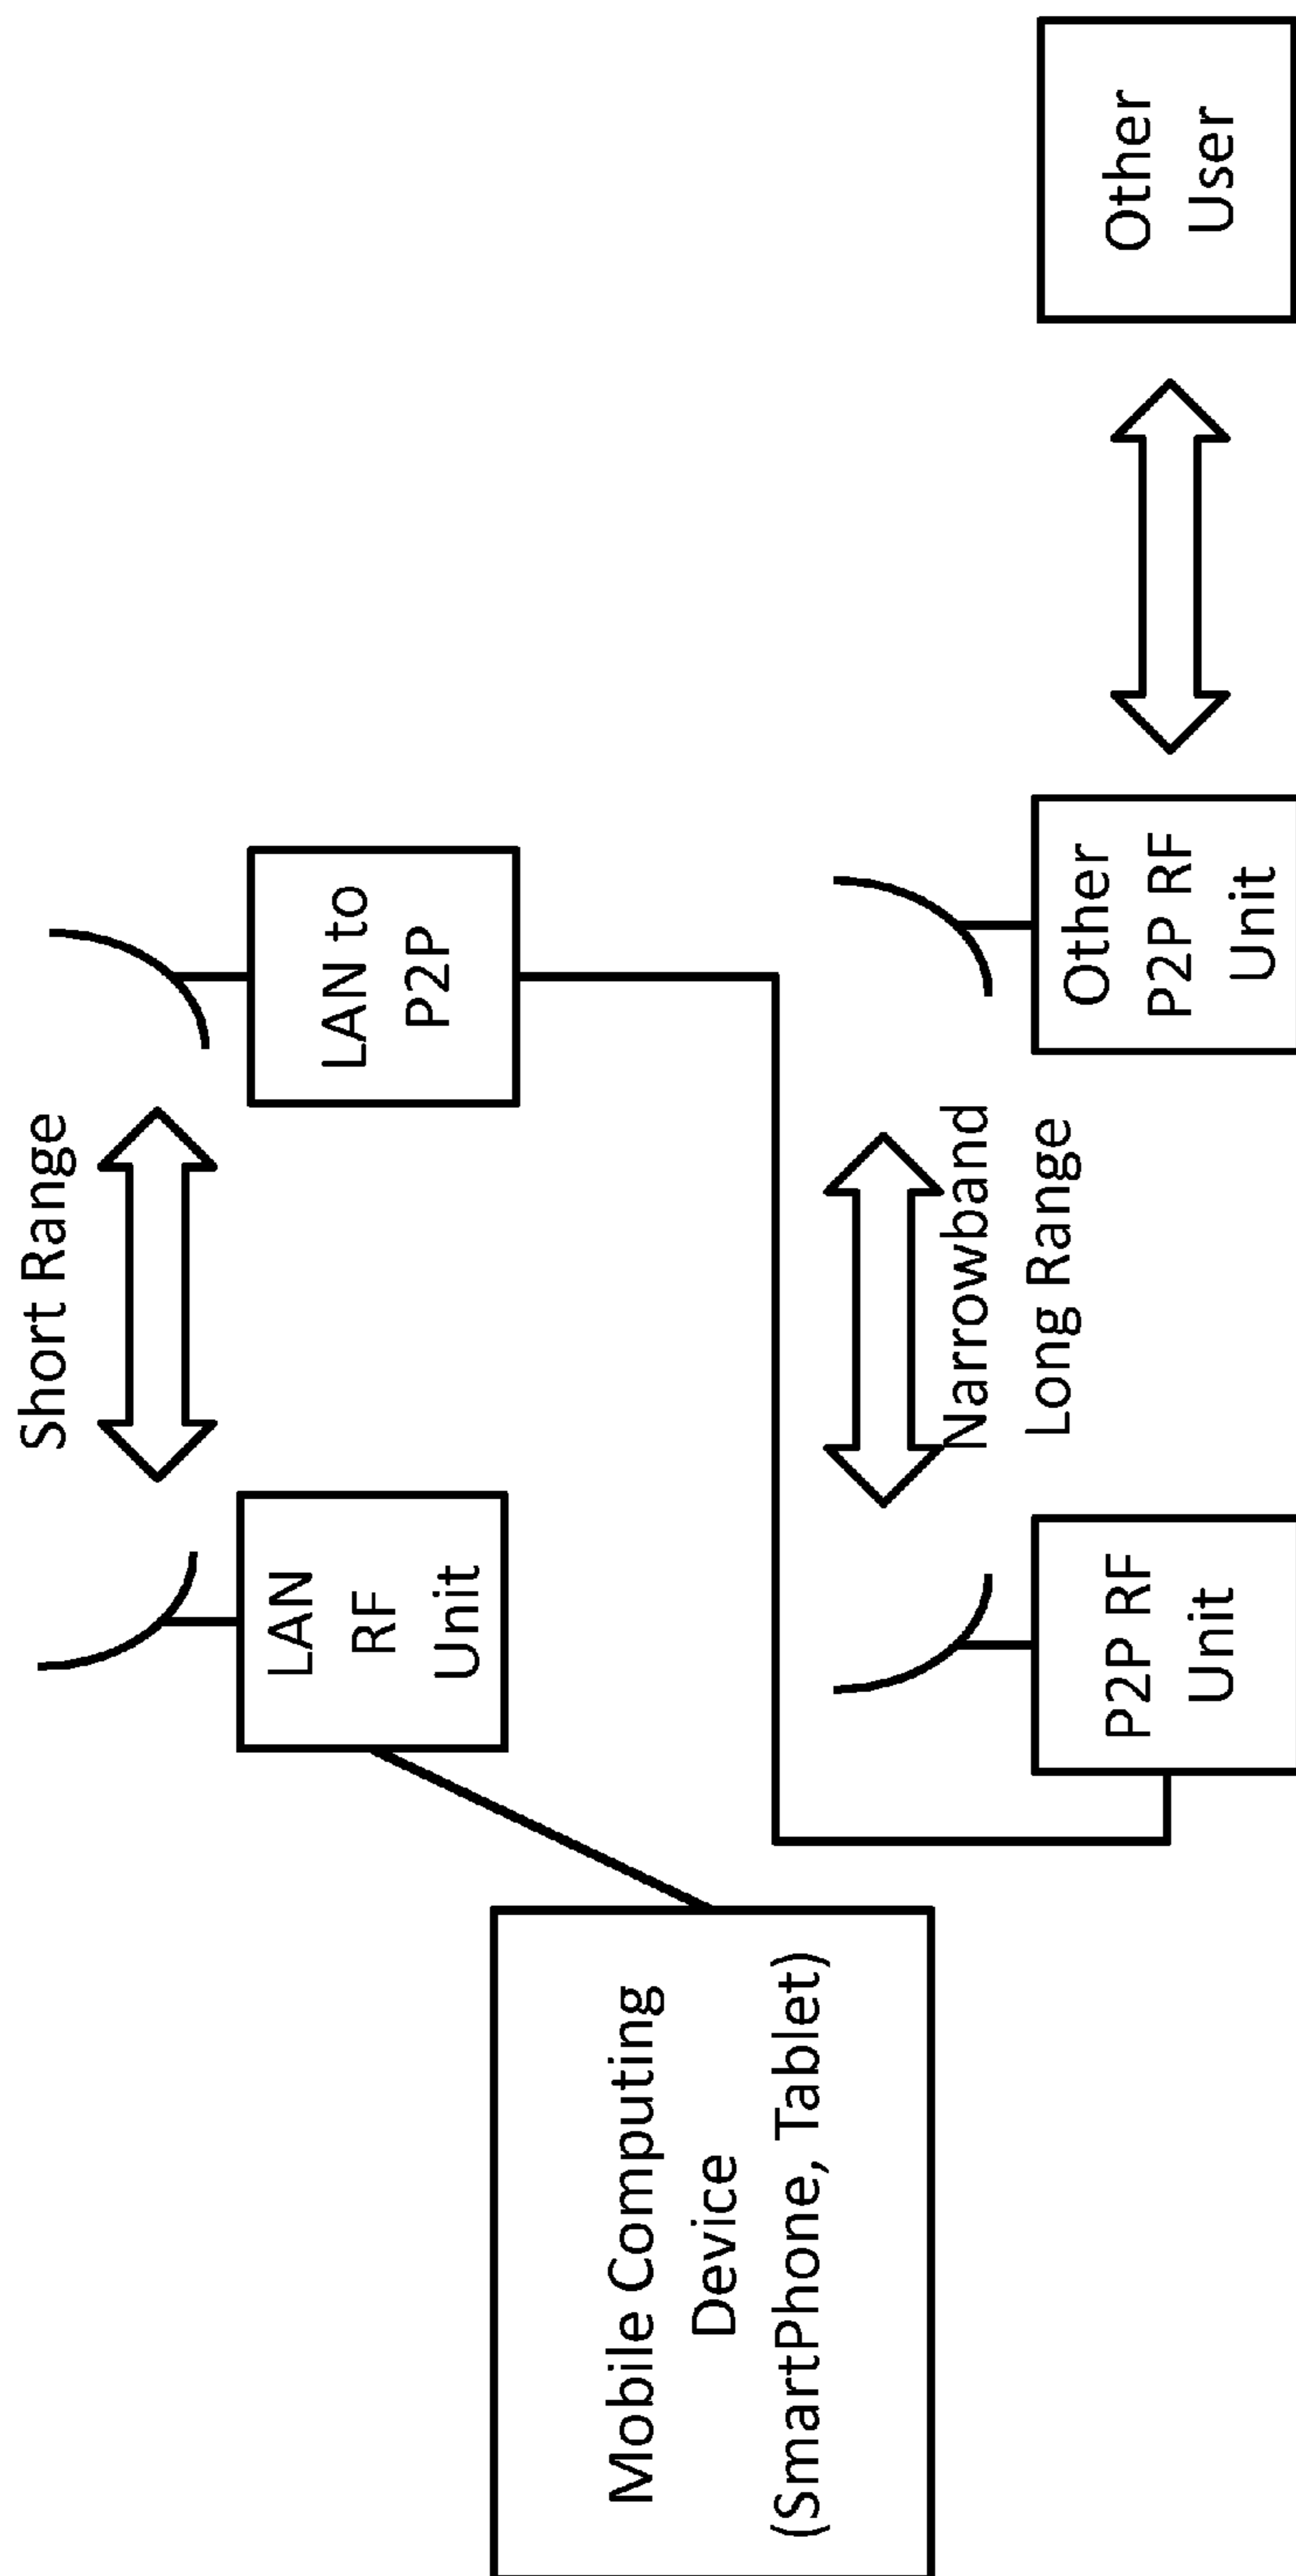 Short Range
LAN
RF
Unit
LAN to
P2P
Mobile Computing
Device
(SmartPhone, Tablet)
Narrowband
Long Range
P2P RF
Unit
Other
P2P RF
Unit
Other
User